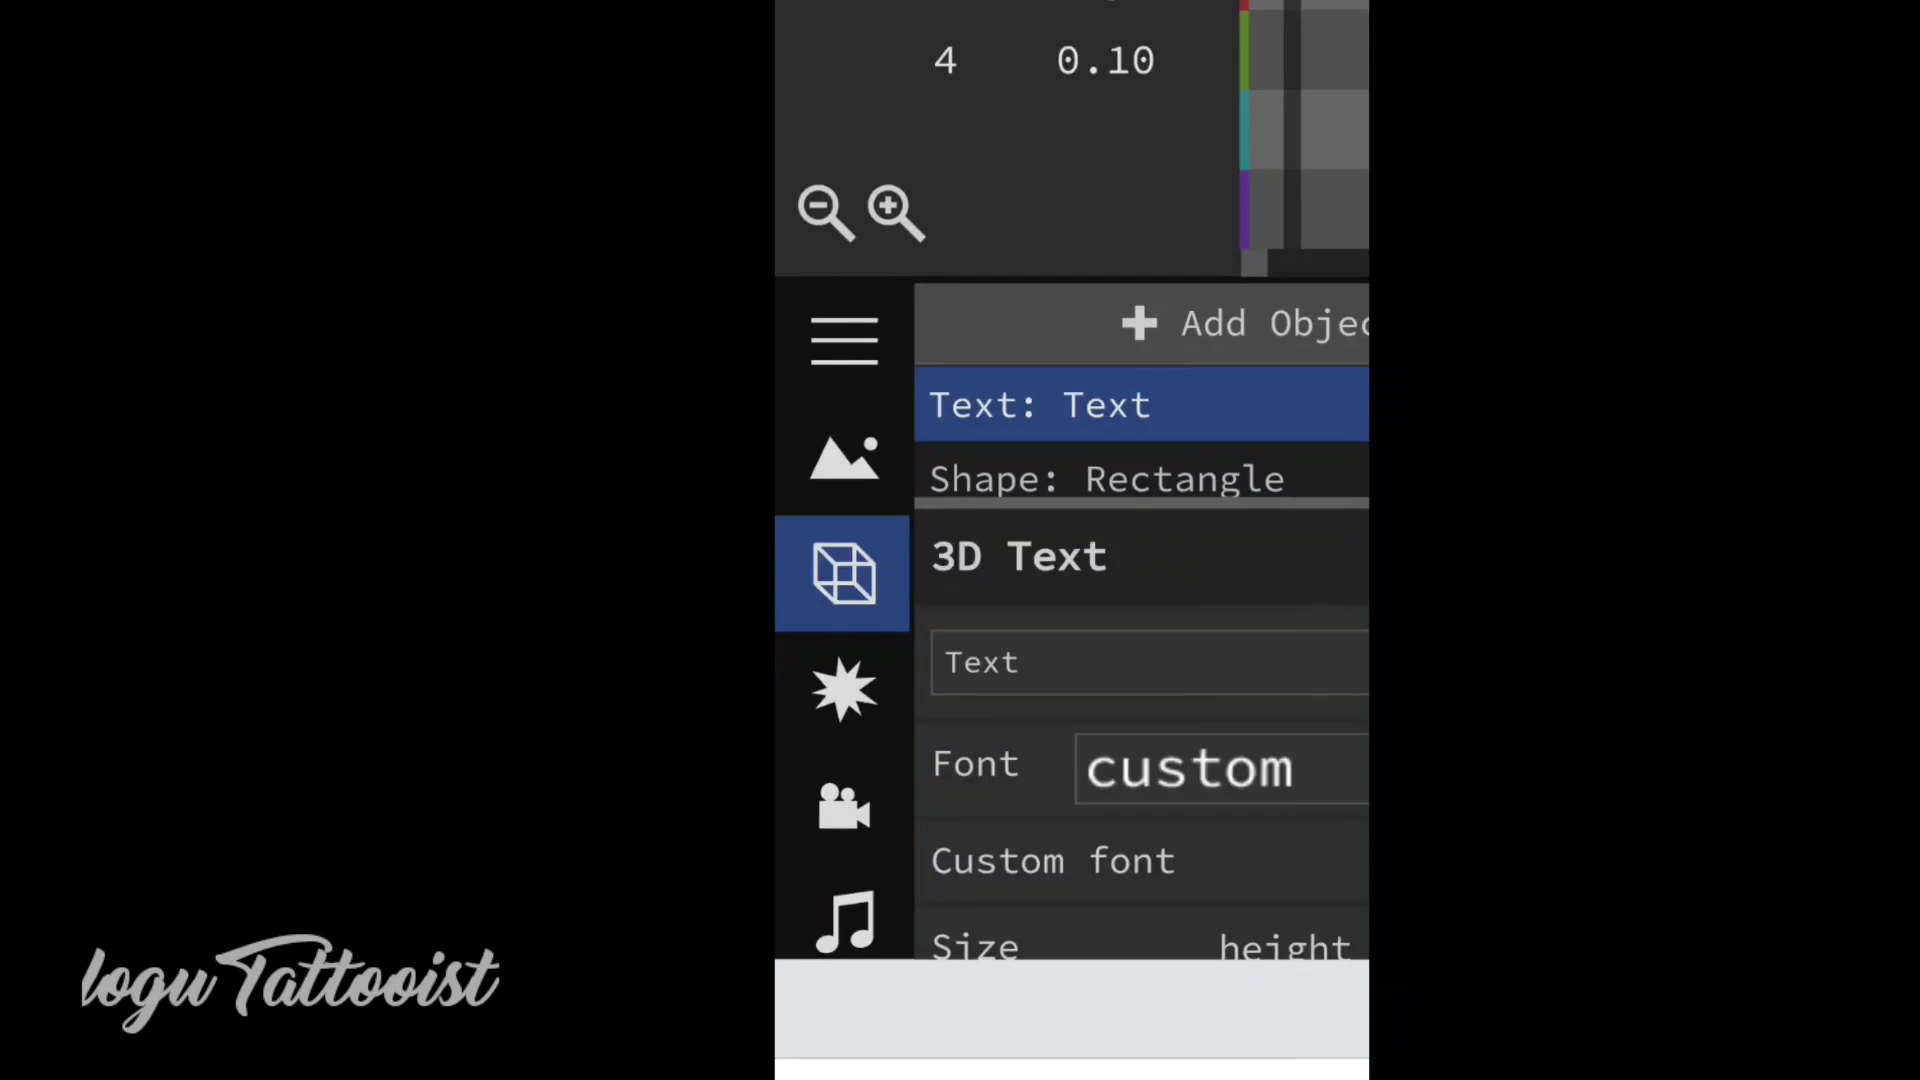 4 0.10
Add Objec
Text: Text
Shape: Rectangle
3D Text
Text
Font custom
Custom font
Size height
logu Tattooist